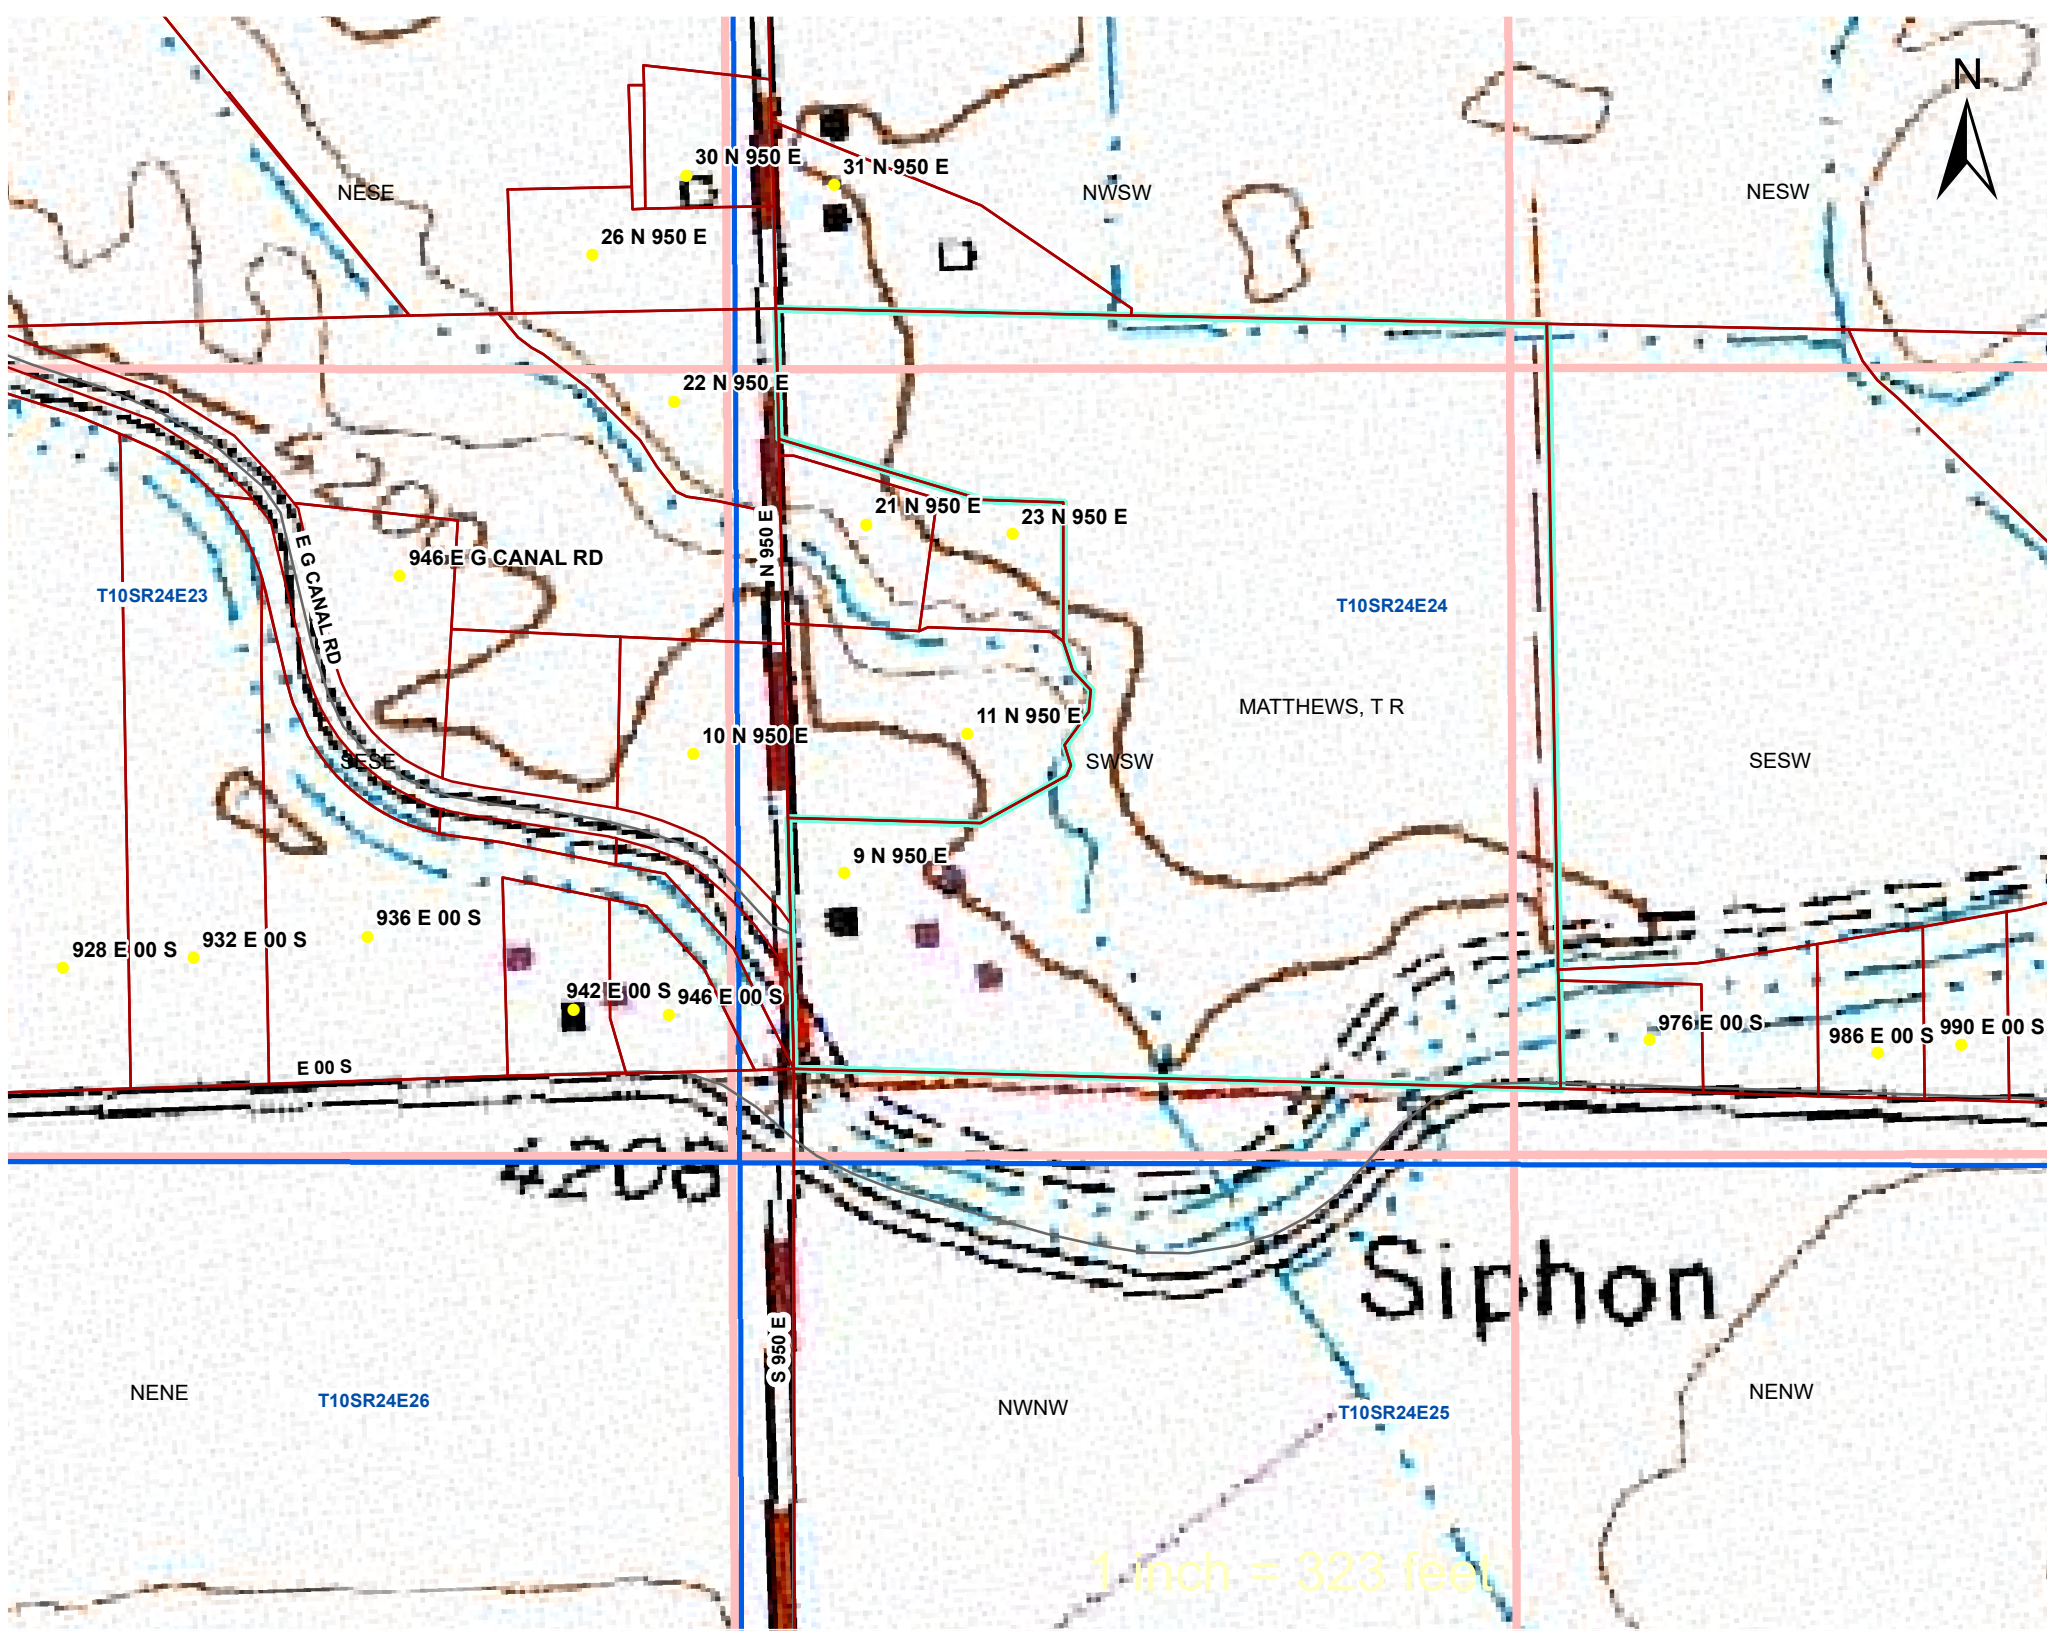 N
30 N 950 E
31 N 950 E
NESE
NWSW
NESW
26 N 950 E
22 N 950 E
21 N 950 E
23 N 950 E
N 950 E
946 E G CANAL RD
E G CANAL RD
T10SR24E23
T10SR24E24
MATTHEWS, T R
11 N 950 E
10 N 950 E
SESE
SWSW
SESW
9 N 950 E
936 E 00 S
932 E 00 S
928 E 00 S
942 E 00 S
946 E 00 S
976 E 00 S
986 E 00 S
990 E 00 S
E 00 S
4208
Siphon
S 950 E
NENE
T10SR24E26
NWNW
T10SR24E25
NENW
1 inch = 323 feet